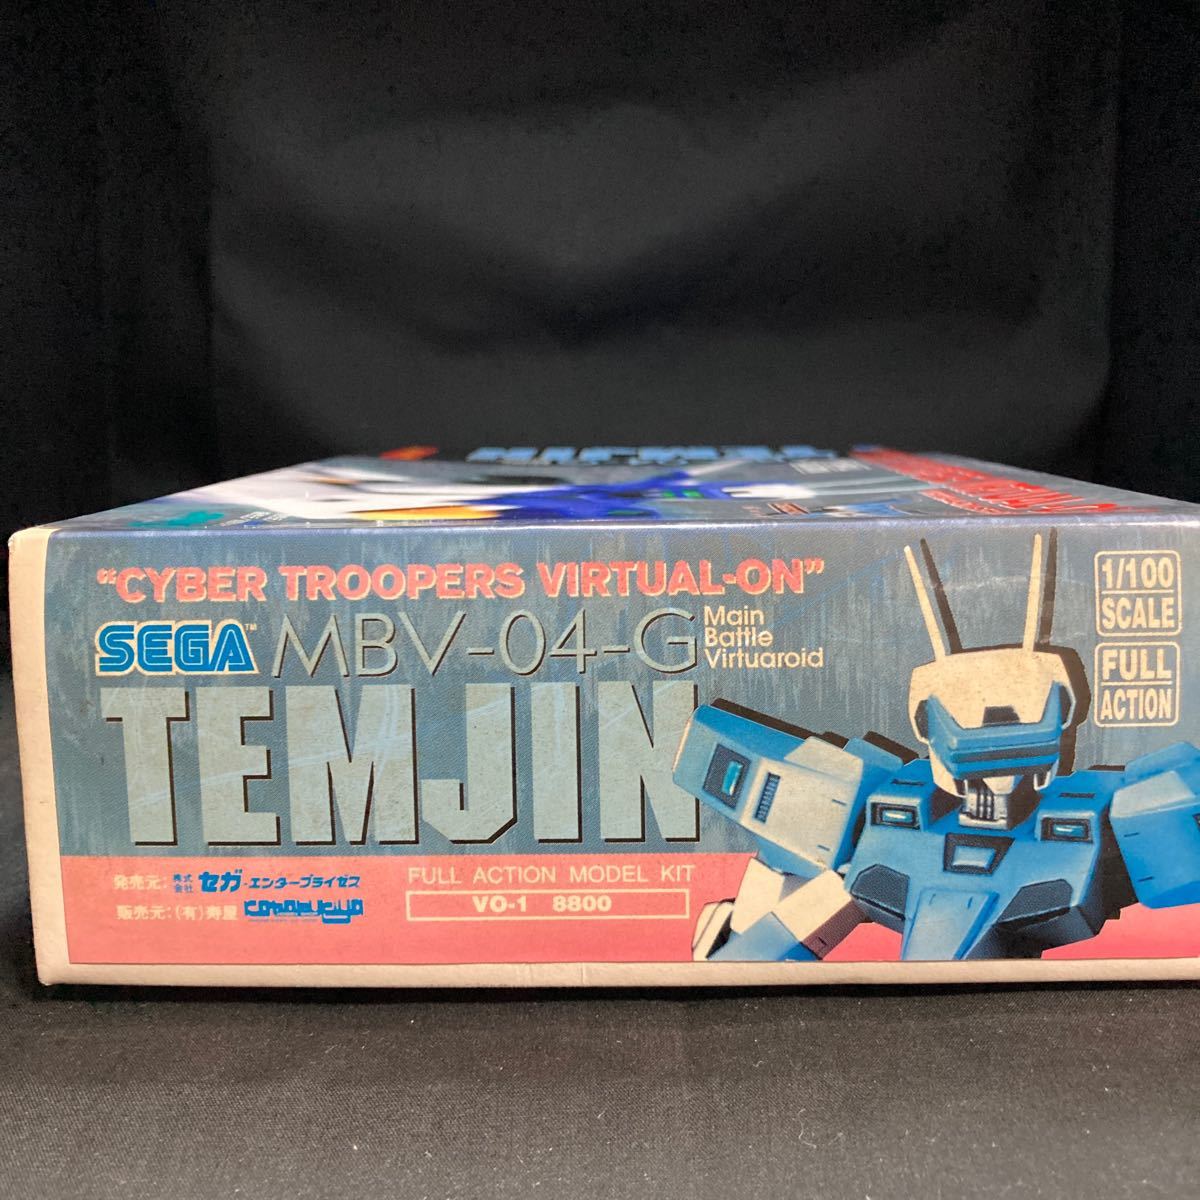 "CYBER TROOPERS VIRTUAL-ON"
SEGA™ MBV-04-G Main Battle Virtuaroid
TEMJIN
1/100 SCALE
FULL ACTION
発売元:株式会社 セガ・エンタープライゼス
販売元:(有)寿屋 KOTOBUKIYA
FULL ACTION MODEL KIT
VO-1 8800